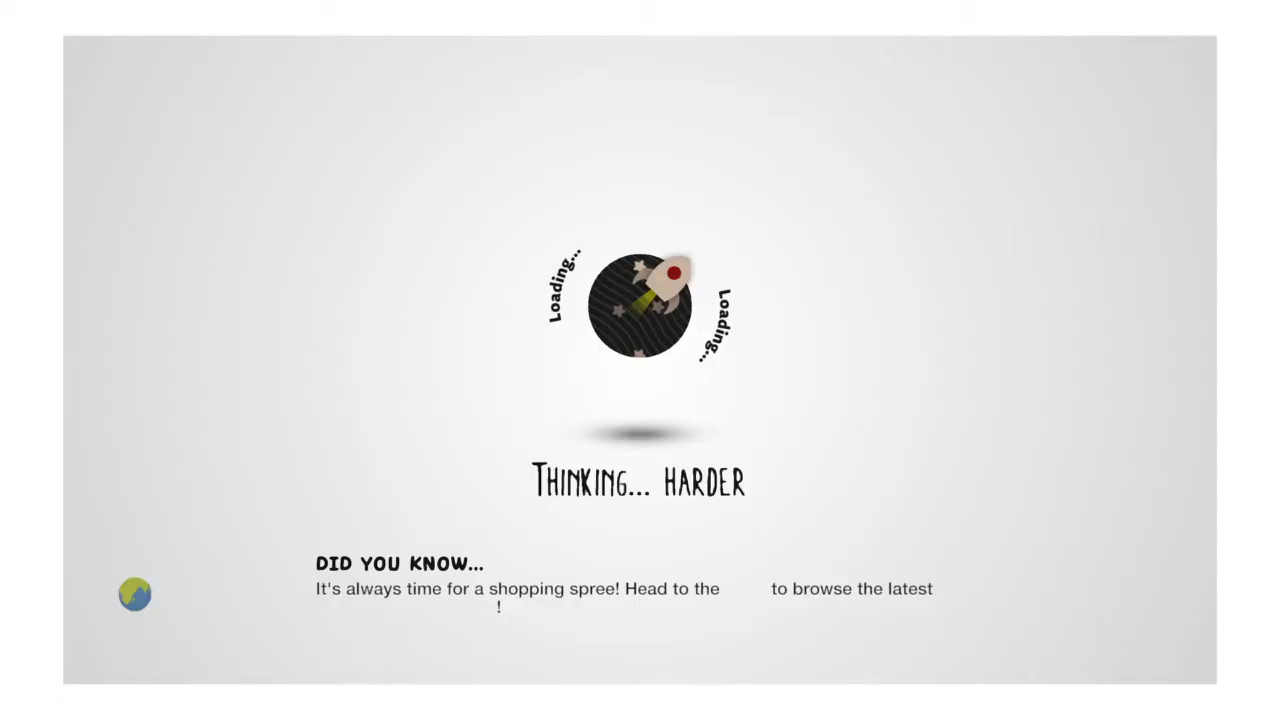 Loading...
Loading...
THINKING... HARDER
DID YOU KNOW...
It's always time for a shopping spree! Head to the to browse the latest
!